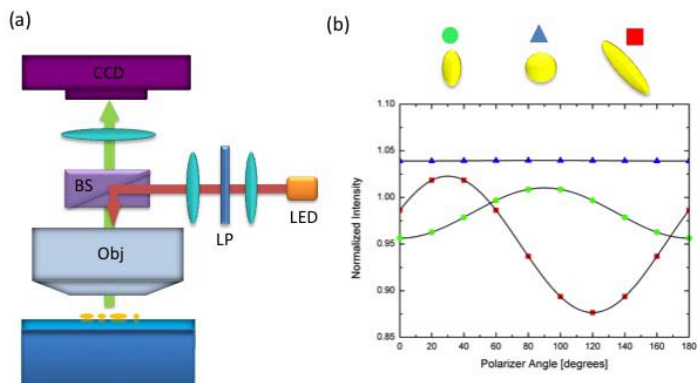 (a)
CCD
BS
LP
LED
Obj
(b)
1.10
1.05
1.00
0.95
0.90
0.85
Normalized Intensity
0 20 40 60 80 100 120 140 160 180
Polarizer Angle [degrees]